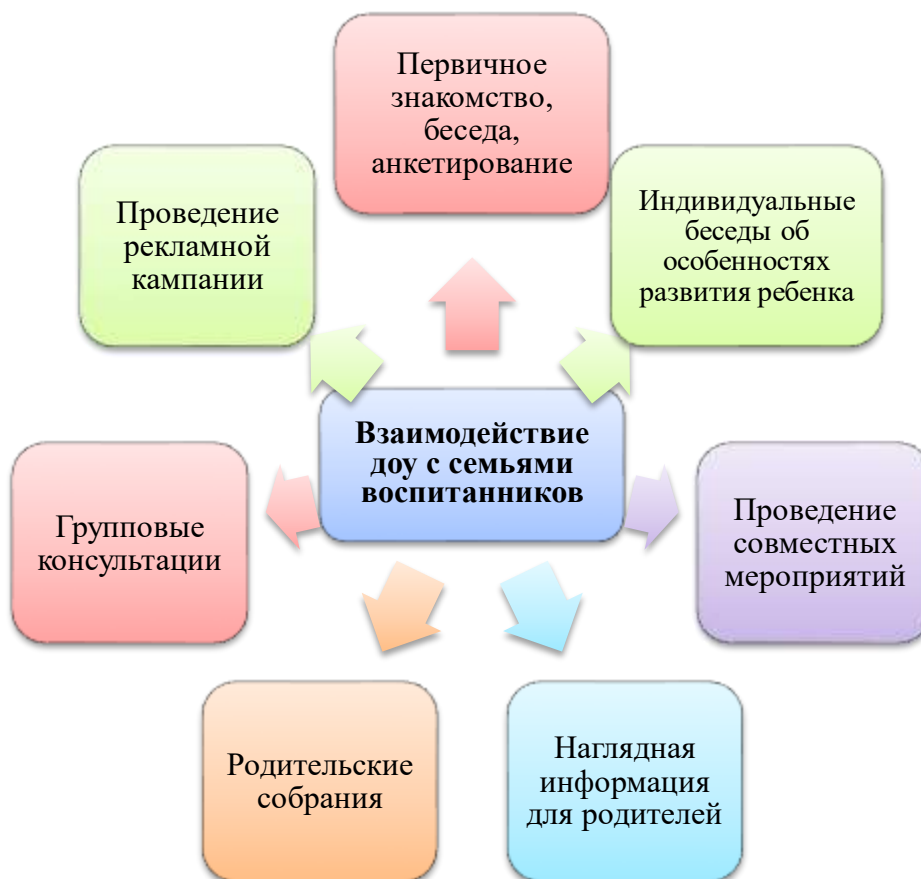 Первичное
знакомство,
беседа,
анкетирование
Проведение
рекламной
кампании
Индивидуальные
беседы об
особенностях
развития ребенка
Взаимодействие
доу с семьями
воспитанников
Групповые
консультации
Проведение
совместных
мероприятий
Родительские
собрания
Наглядная
информация
для родителей